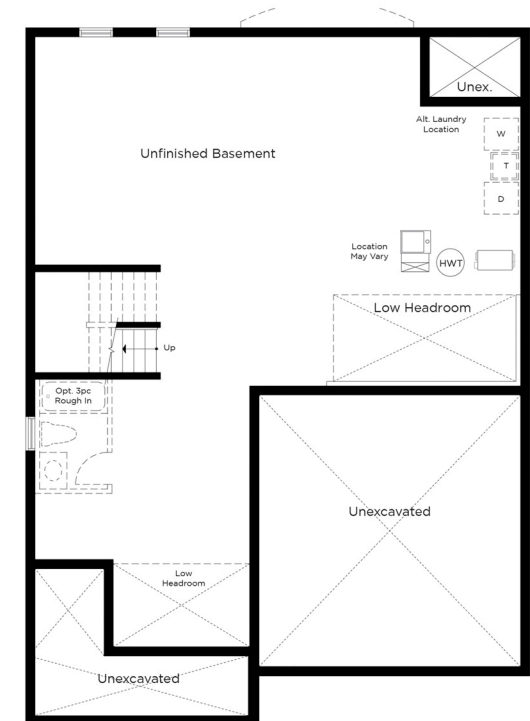 Unex.
Alt. Laundry
Location
W
Unfinished Basement
T
D
Location
May Vary
HWT
Low Headroom
Up
Opt. 3pc
Rough In
Unexcavated
Low
Headroom
Unexcavated